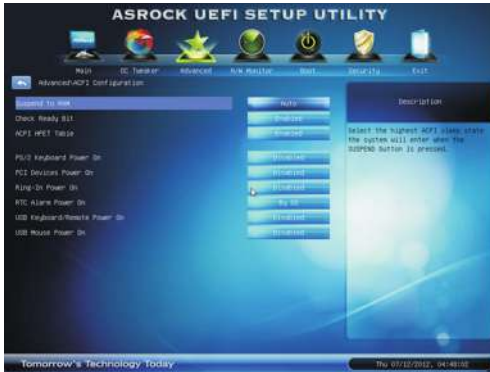 ASROCK UEFI SETUP UTILITY
Main OC Tweaker Advanced H/W Monitor Boot Security Exit
Advanced\ACPI Configuration
Description
Suspend to RAM Auto
Check Ready Bit Enabled
ACPI HPET Table Enabled
PS/2 Keyboard Power On Disabled
PCI Devices Power On Disabled
Ring-In Power On Disabled
RTC Alarm Power On By OS
USB Keyboard/Remote Power On Disabled
USB Mouse Power On Disabled
Select the highest ACPI sleep state
the system will enter when the
SUSPEND button is pressed.
Tomorrow's Technology Today
Thu 07/12/2012, 04:48:02